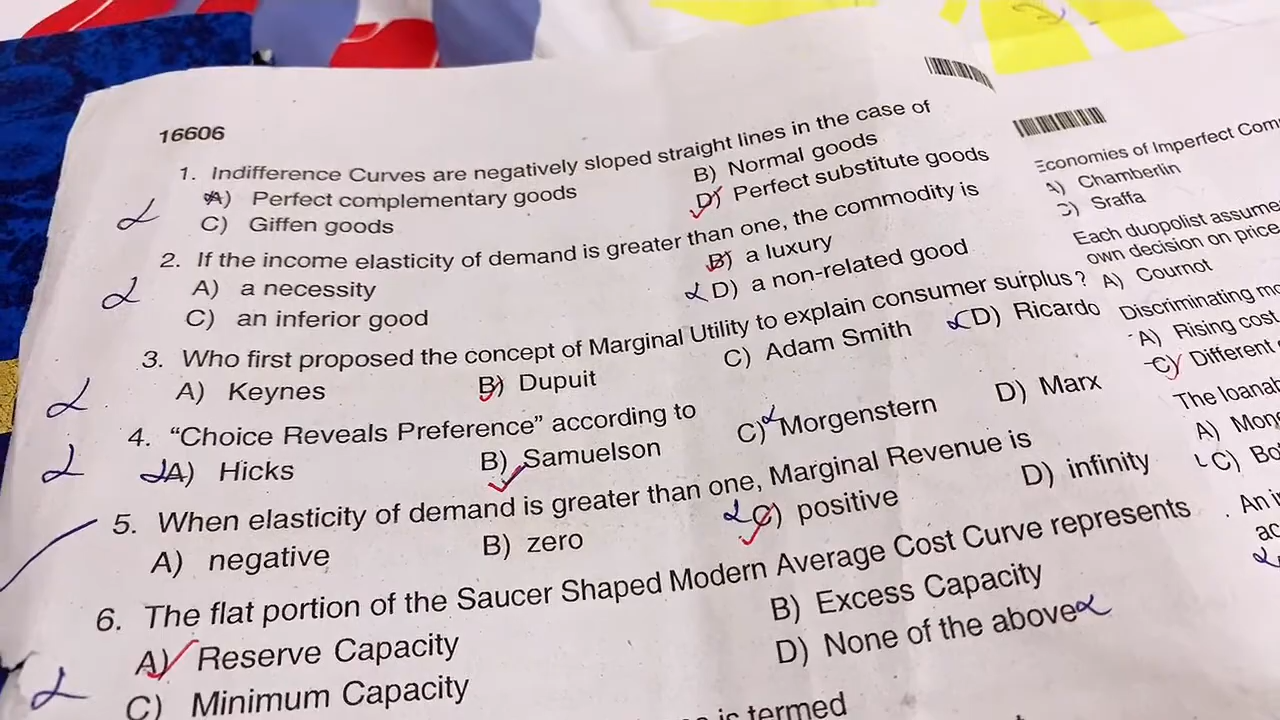 16606
1. Indifference Curves are negatively sloped straight lines in the case of
A) Perfect complementary goods B) Normal goods
C) Giffen goods D) Perfect substitute goods
2. If the income elasticity of demand is greater than one, the commodity is
A) a necessity B) a luxury
C) an inferior good D) a non-related good
3. Who first proposed the concept of Marginal Utility to explain consumer surplus ?
A) Keynes B) Dupuit C) Adam Smith D) Ricardo
4. “Choice Reveals Preference” according to
A) Hicks B) Samuelson C) Morgenstern D) Marx
5. When elasticity of demand is greater than one, Marginal Revenue is
A) negative B) zero C) positive D) infinity
6. The flat portion of the Saucer Shaped Modern Average Cost Curve represents
A) Reserve Capacity B) Excess Capacity
C) Minimum Capacity D) None of the above
is termed
Economies of Imperfect
A) Chamberlin
C) Sraffa
Each duopolist
own decision on price
A) Cournot
Discriminating
A) Rising cost
C) Different
The
A)
C)
An